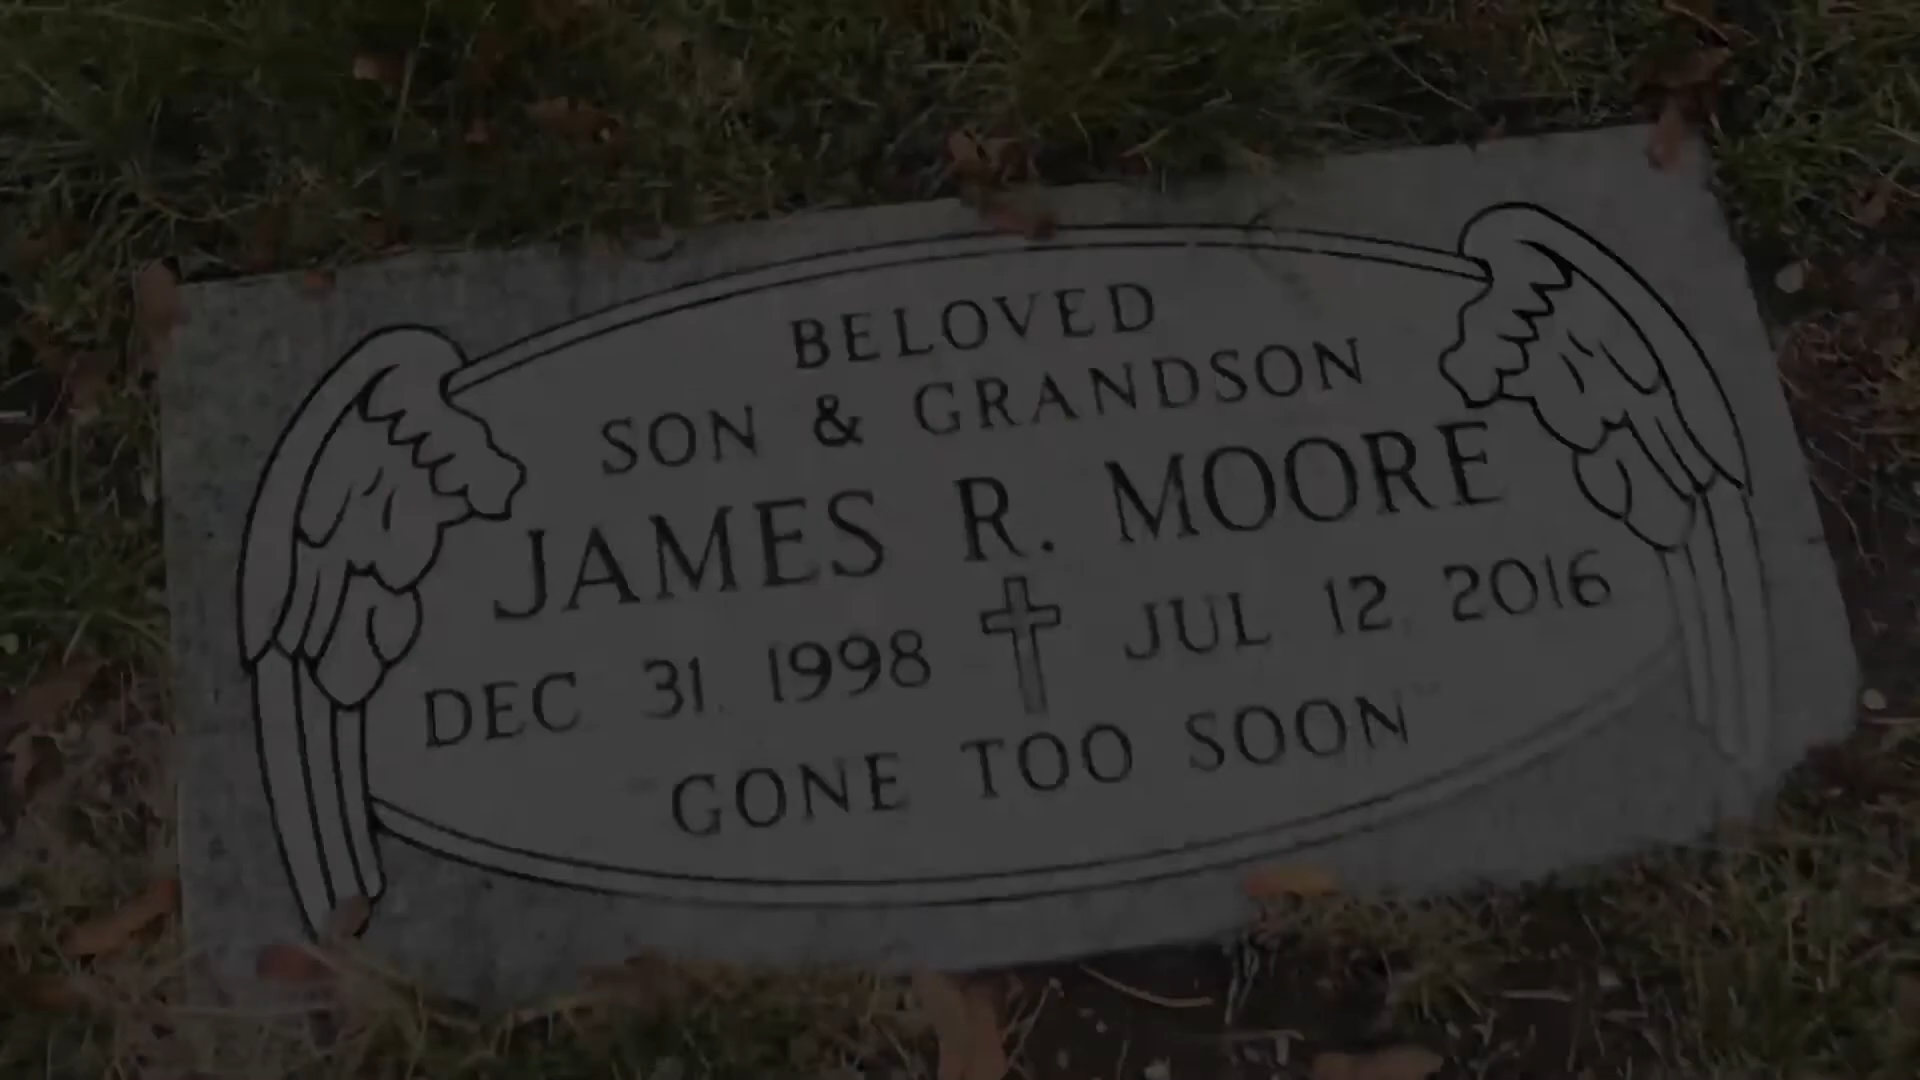 BELOVED
SON & GRANDSON
JAMES R. MOORE
DEC 31, 1998 JUL 12, 2016
GONE TOO SOON